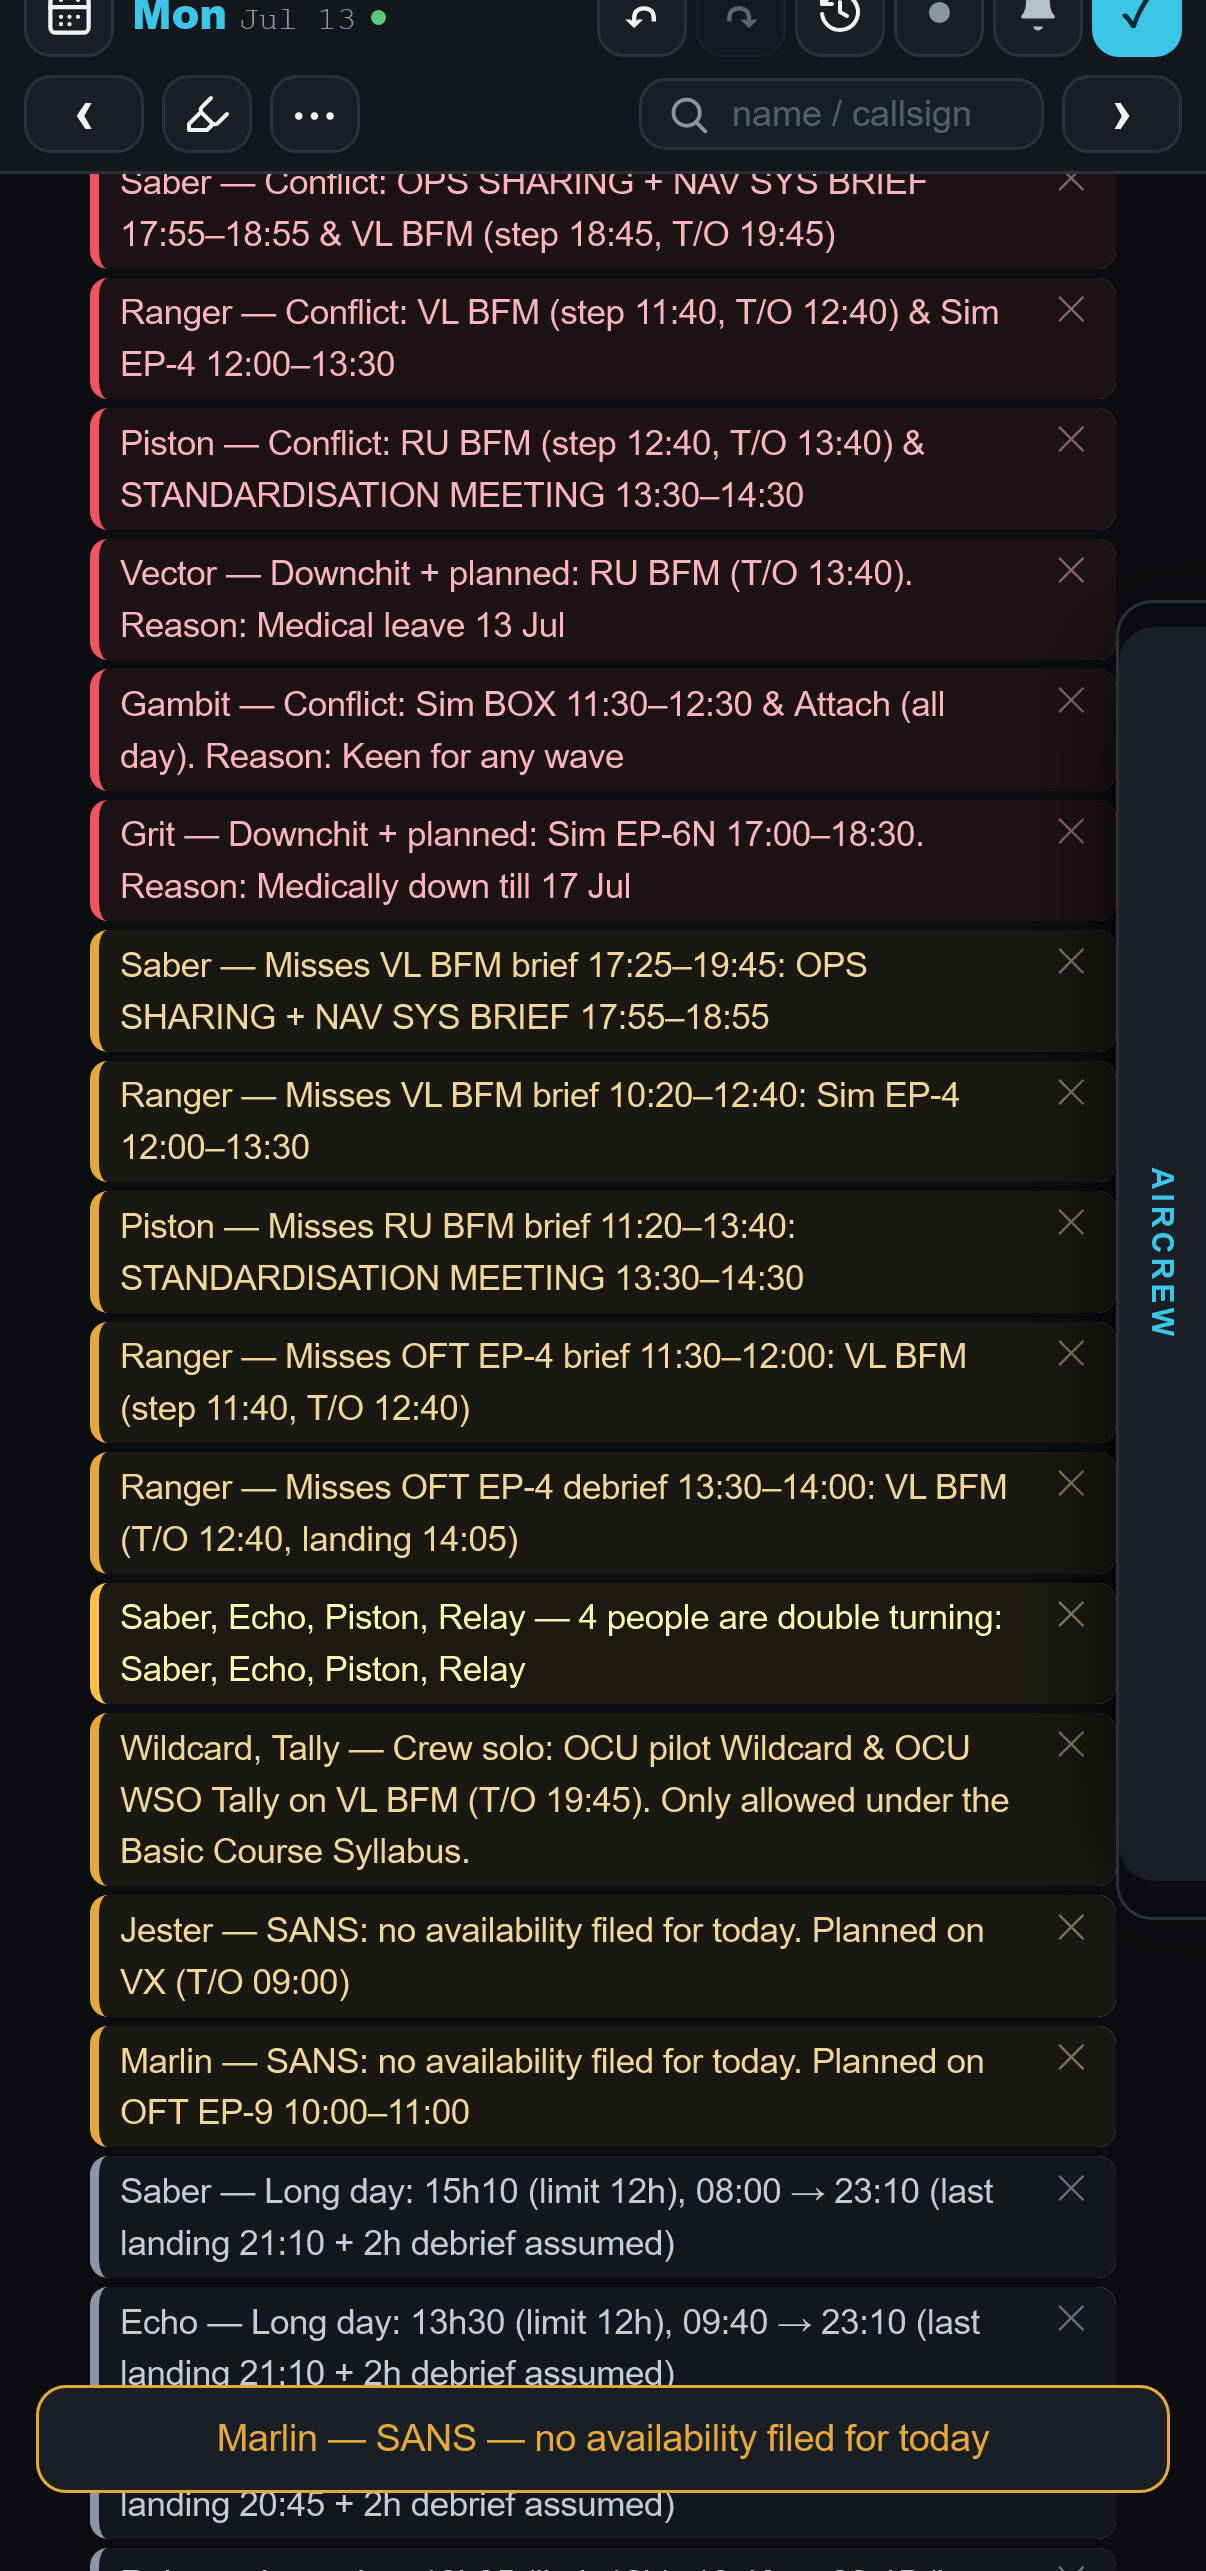 Mon Jul 13
name / callsign
Saber — Conflict: OPS SHARING + NAV SYS BRIEF
17:55–18:55 & VL BFM (step 18:45, T/O 19:45)
Ranger — Conflict: VL BFM (step 11:40, T/O 12:40) & Sim
EP-4 12:00–13:30
Piston — Conflict: RU BFM (step 12:40, T/O 13:40) &
STANDARDISATION MEETING 13:30–14:30
Vector — Downchit + planned: RU BFM (T/O 13:40).
Reason: Medical leave 13 Jul
Gambit — Conflict: Sim BOX 11:30–12:30 & Attach (all
day). Reason: Keen for any wave
Grit — Downchit + planned: Sim EP-6N 17:00–18:30.
Reason: Medically down till 17 Jul
Saber — Misses VL BFM brief 17:25–19:45: OPS
SHARING + NAV SYS BRIEF 17:55–18:55
Ranger — Misses VL BFM brief 10:20–12:40: Sim EP-4
12:00–13:30
Piston — Misses RU BFM brief 11:20–13:40:
STANDARDISATION MEETING 13:30–14:30
Ranger — Misses OFT EP-4 brief 11:30–12:00: VL BFM
(step 11:40, T/O 12:40)
Ranger — Misses OFT EP-4 debrief 13:30–14:00: VL BFM
(T/O 12:40, landing 14:05)
Saber, Echo, Piston, Relay — 4 people are double turning:
Saber, Echo, Piston, Relay
Wildcard, Tally — Crew solo: OCU pilot Wildcard & OCU
WSO Tally on VL BFM (T/O 19:45). Only allowed under the
Basic Course Syllabus.
Jester — SANS: no availability filed for today. Planned on
VX (T/O 09:00)
Marlin — SANS: no availability filed for today. Planned on
OFT EP-9 10:00–11:00
Saber — Long day: 15h10 (limit 12h), 08:00 → 23:10 (last
landing 21:10 + 2h debrief assumed)
Echo — Long day: 13h30 (limit 12h), 09:40 → 23:10 (last
landing 21:10 + 2h debrief assumed)
Marlin — SANS — no availability filed for today
landing 20:45 + 2h debrief assumed)
AIRCREW